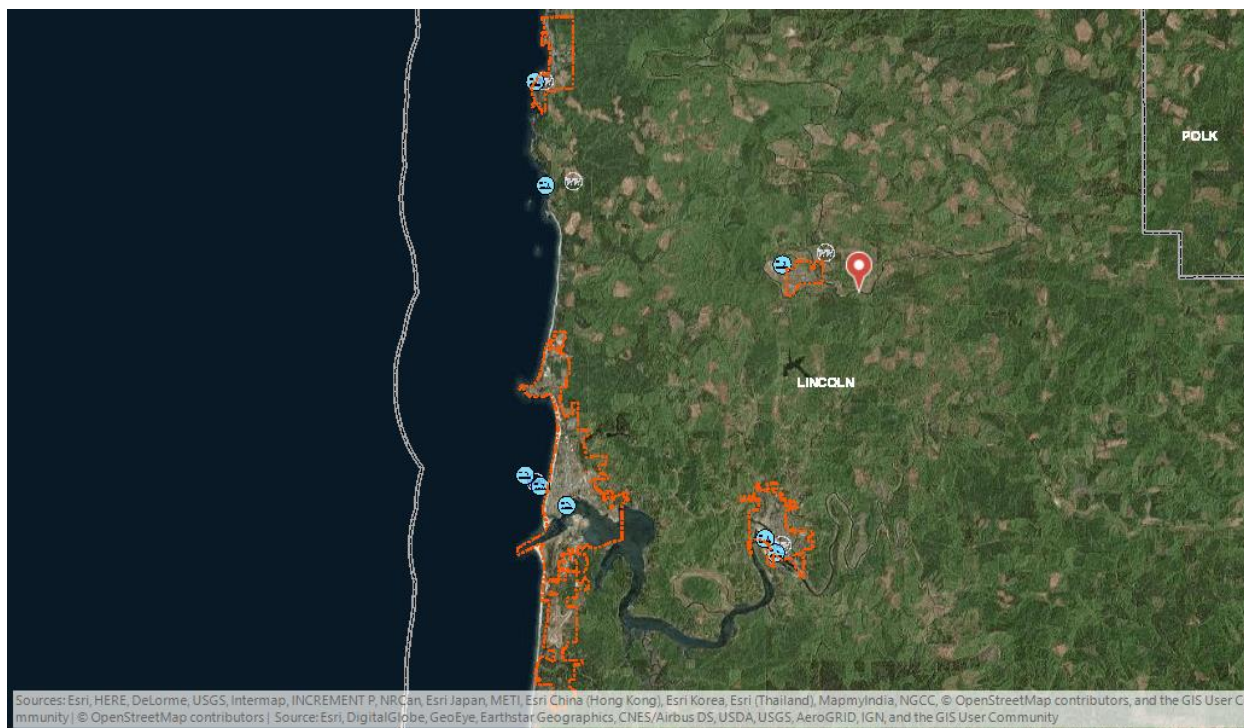 POLK
LINCOLN
Sources: Esri, HERE, DeLorme, USGS, Intermap, INCREMENT P, NRCan, Esri Japan, METI, Esri China (Hong Kong), Esri Korea, Esri (Thailand), MapmyIndia, NGCC, © OpenStreetMap contributors, and the GIS User C
mmunity | © OpenStreetMap contributors | Source: Esri, DigitalGlobe, GeoEye, Earthstar Geographics, CNES/Airbus DS, USDA, USGS, AeroGRID, IGN, and the GIS User Community